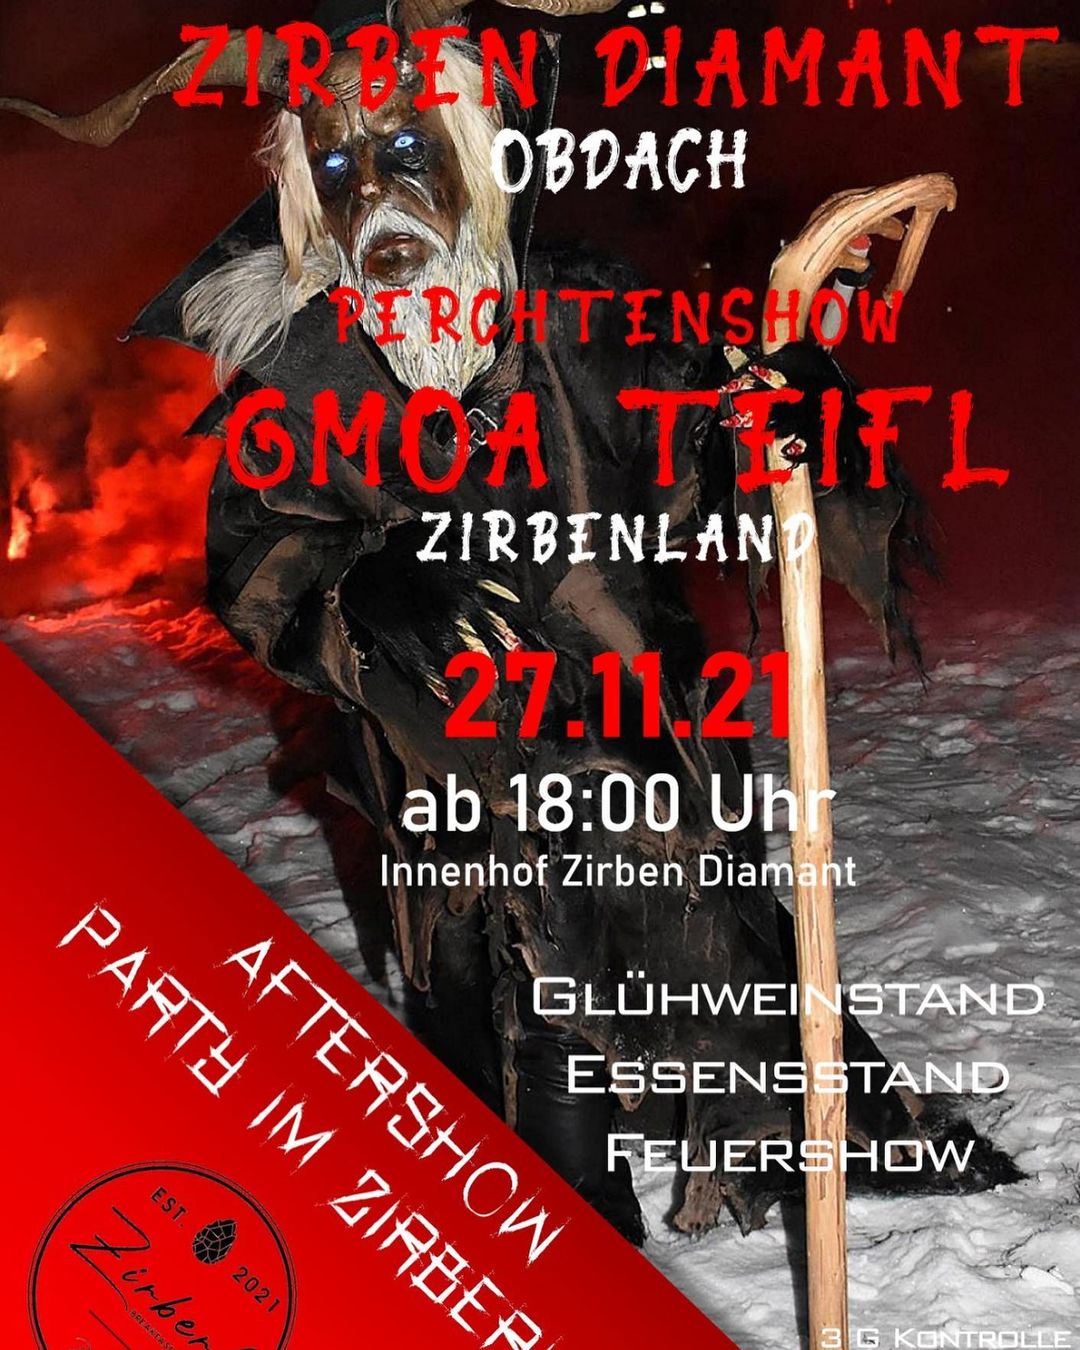 ZIRBEN DIAMANT
OBDACH
PERCHTENSHOW
GMOA TEIFL
ZIRBENLAND
27.11.21
ab 18:00 Uhr
Innenhof Zirben Diamant
GLÜHWEINSTAND
ESSENSSTAND
FEUERSHOW
AFTERSHOW
PARTY IM ZIRBER
EST. 2021
Zirben
3 G KONTROLLE